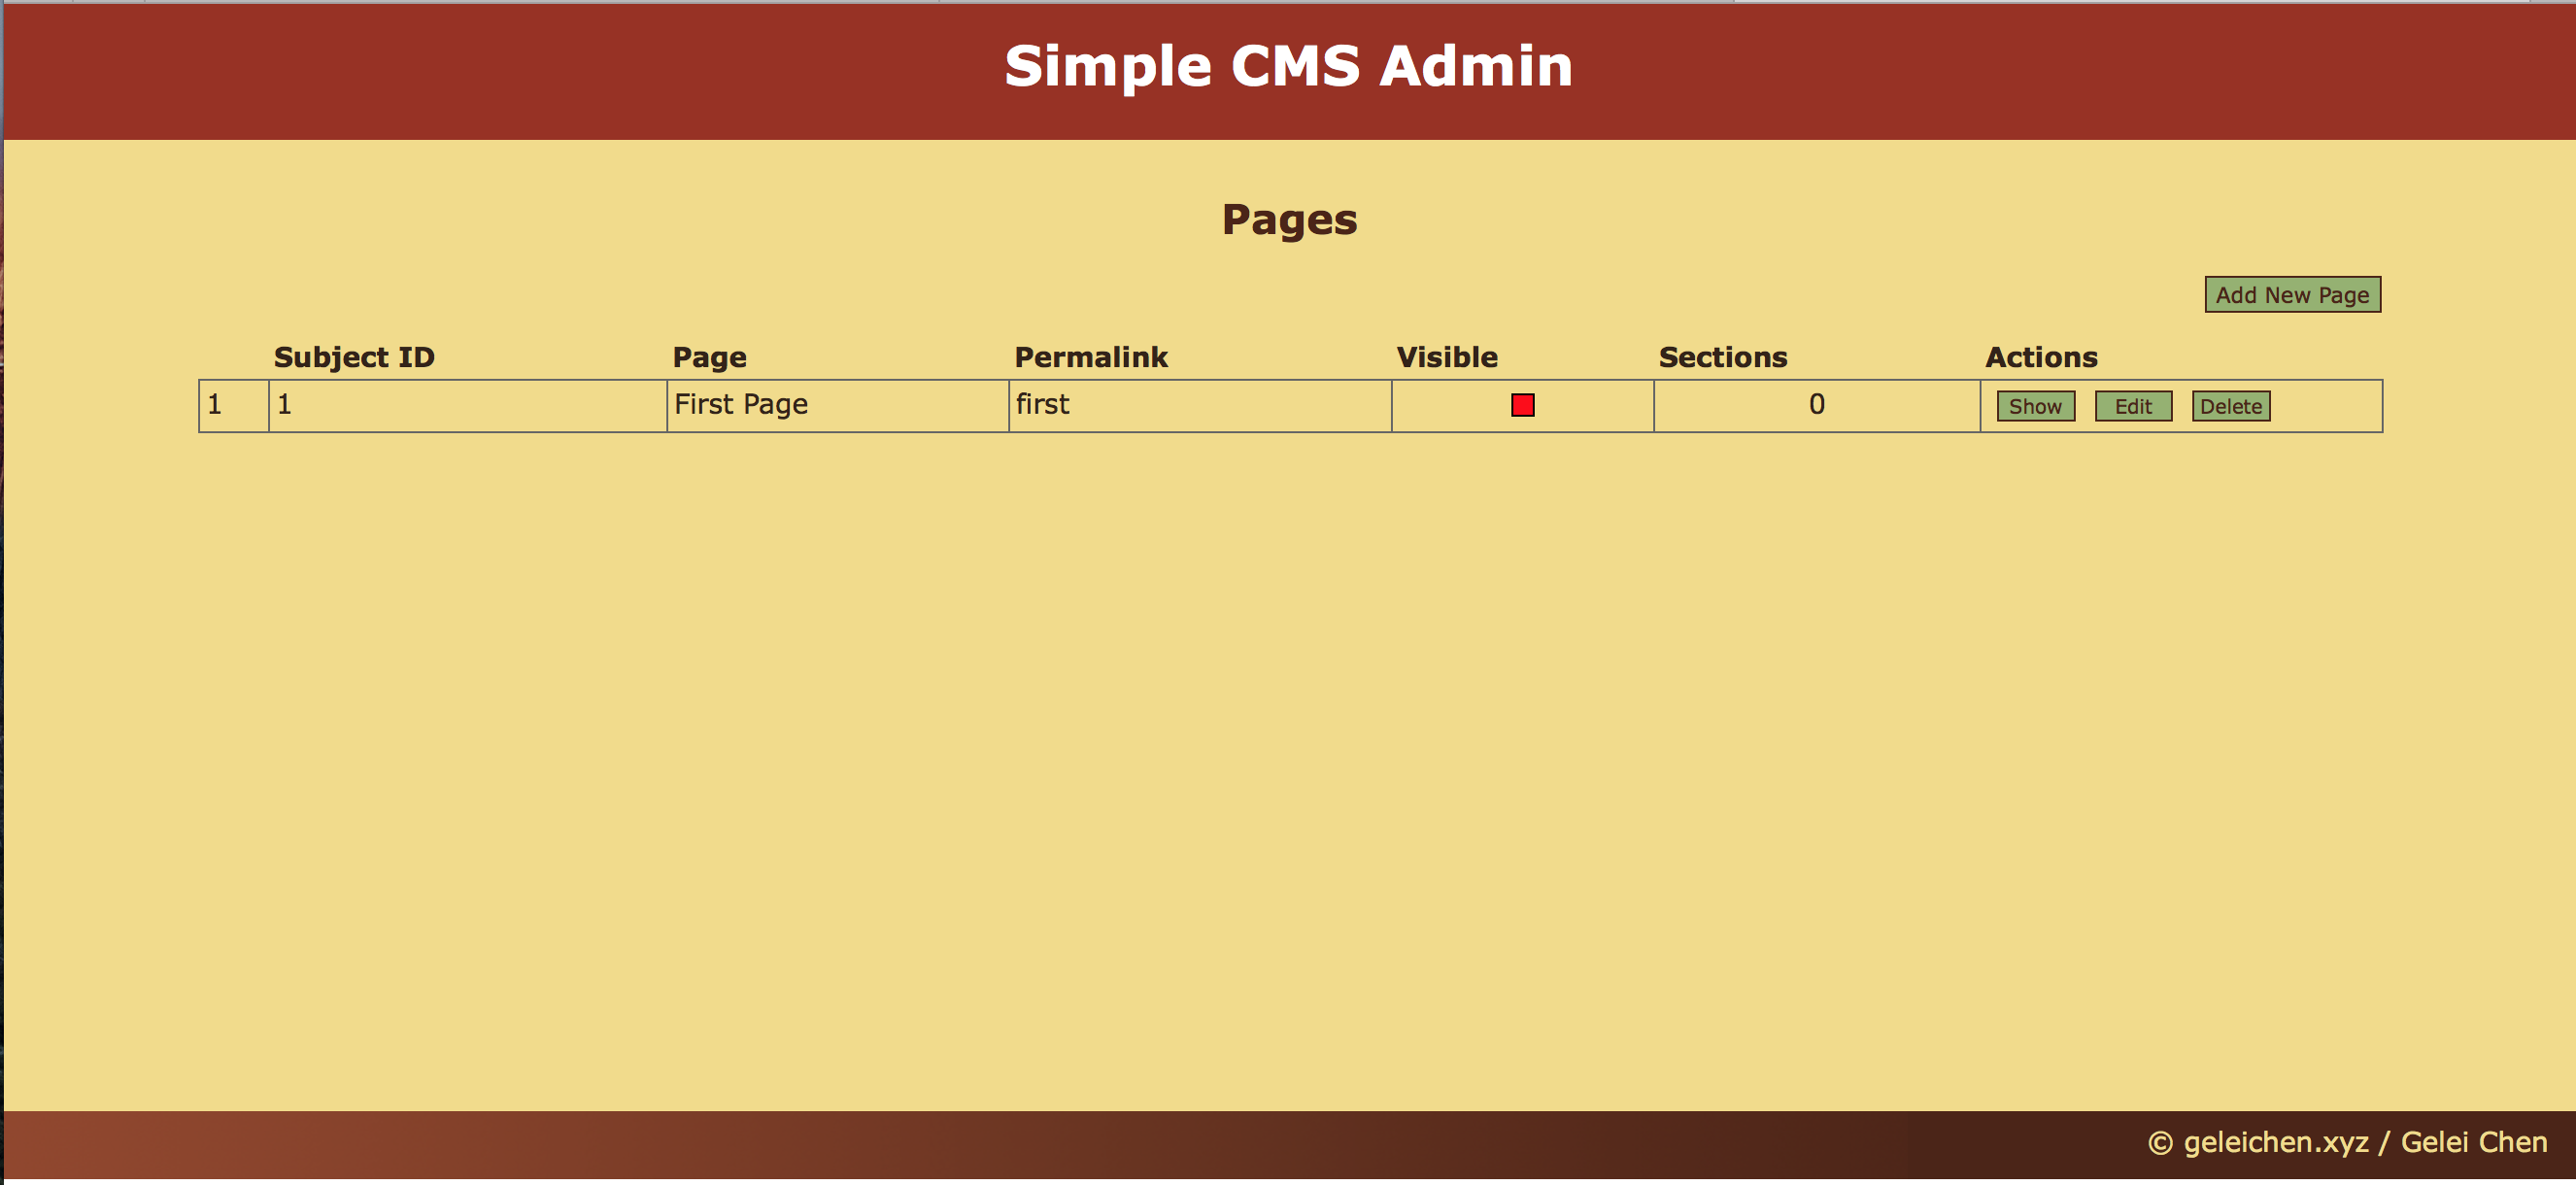 Simple CMS Admin
Pages
Add New Page
Subject ID Page Permalink Visible Sections Actions
1 1 First Page first 0 Show Edit Delete
© geleichen.xyz / Gelei Chen